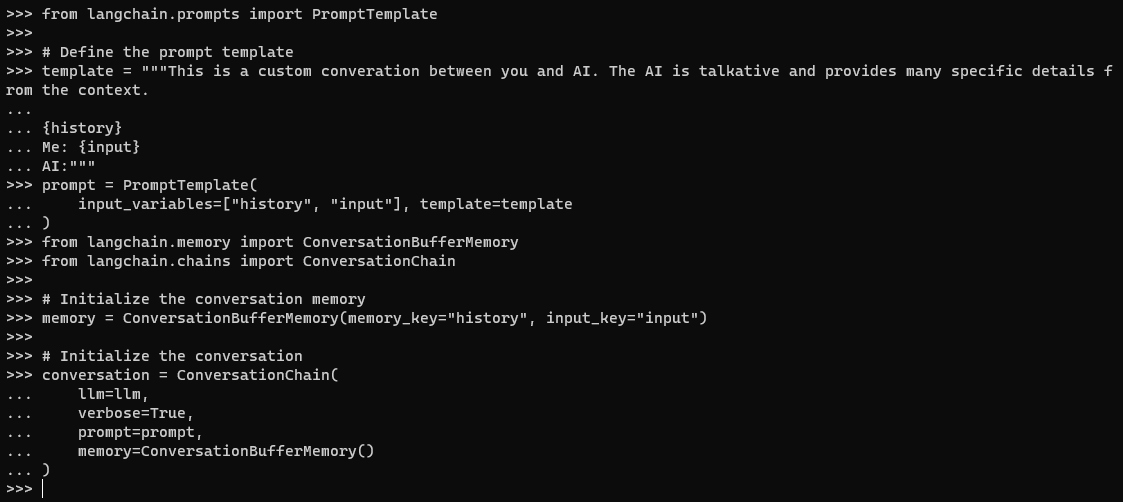 >>> from langchain.prompts import PromptTemplate
>>>
>>> # Define the prompt template
>>> template = """This is a custom converation between you and AI. The AI is talkative and provides many specific details f
rom the context.
...
... {history}
... Me: {input}
... AI:"""
>>> prompt = PromptTemplate(
...     input_variables=["history", "input"], template=template
... )
>>> from langchain.memory import ConversationBufferMemory
>>> from langchain.chains import ConversationChain
>>>
>>> # Initialize the conversation memory
>>> memory = ConversationBufferMemory(memory_key="history", input_key="input")
>>>
>>> # Initialize the conversation
>>> conversation = ConversationChain(
...     llm=llm,
...     verbose=True,
...     prompt=prompt,
...     memory=ConversationBufferMemory()
... )
>>>